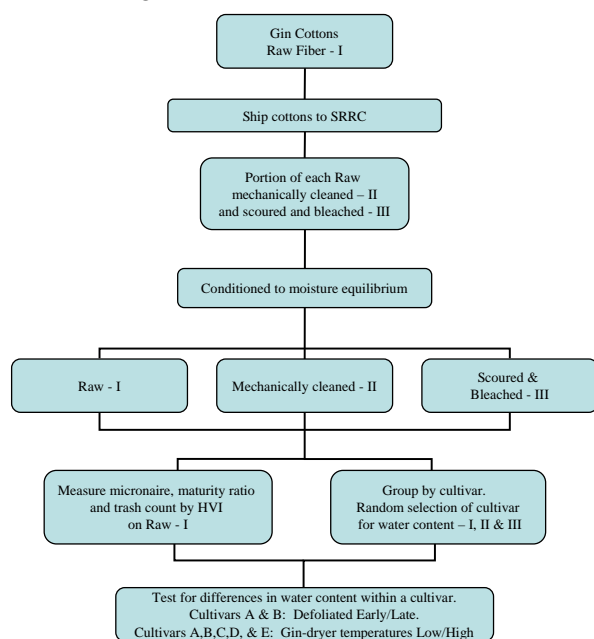 Gin Cottons
Raw Fiber - I
Ship cottons to SRRC
Portion of each Raw
mechanically cleaned – II
and scoured and bleached - III
Conditioned to moisture equilibrium
Raw - I
Mechanically cleaned - II
Scoured &
Bleached - III
Measure micronaire, maturity ratio
and trash count by HVI
on Raw - I
Group by cultivar.
Random selection of cultivar
for water content – I, II & III
Test for differences in water content within a cultivar.
Cultivars A & B:  Defoliated Early/Late.
Cultivars A,B,C,D, & E:  Gin-dryer temperatures Low/High